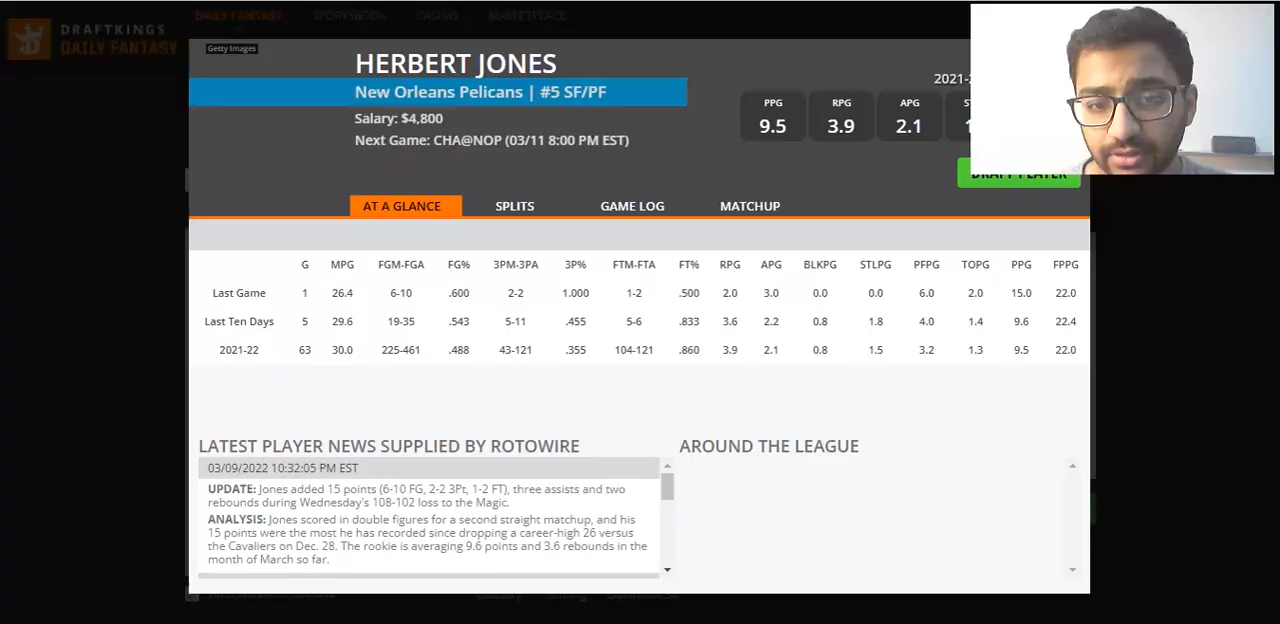 DRAFTKINGS
DAILY FANTASY
DAILY FANTASY SPORTSBOOK CASINO MARKETPLACE
Getty Images
HERBERT JONES
New Orleans Pelicans | #5 SF/PF
Salary: $4,800
Next Game: CHA@NOP (03/11 8:00 PM EST)
2021-2
PPG RPG APG
9.5 3.9 2.1
DRAFT PLAYER
AT A GLANCE SPLITS GAME LOG MATCHUP
G MPG FGM-FGA FG% 3PM-3PA 3P% FTM-FTA FT% RPG APG BLKPG STLPG PFPG TOPG PPG FPPG
Last Game 1 26.4 6-10 .600 2-2 1.000 1-2 .500 2.0 3.0 0.0 0.0 6.0 2.0 15.0 22.0
Last Ten Days 5 29.6 19-35 .543 5-11 .455 5-6 .833 3.6 2.2 0.8 1.8 4.0 1.4 9.6 22.4
2021-22 63 30.0 225-461 .488 43-121 .355 104-121 .860 3.9 2.1 0.8 1.5 3.2 1.3 9.5 22.0
LATEST PLAYER NEWS SUPPLIED BY ROTOWIRE
03/09/2022 10:32:05 PM EST
UPDATE: Jones added 15 points (6-10 FG, 2-2 3Pt, 1-2 FT), three assists and two
rebounds during Wednesday's 108-102 loss to the Magic.
ANALYSIS: Jones scored in double figures for a second straight matchup, and his
15 points were the most he has recorded since dropping a career-high 26 versus
the Cavaliers on Dec. 28. The rookie is averaging 9.6 points and 3.6 rebounds in the
month of March so far.
AROUND THE LEAGUE